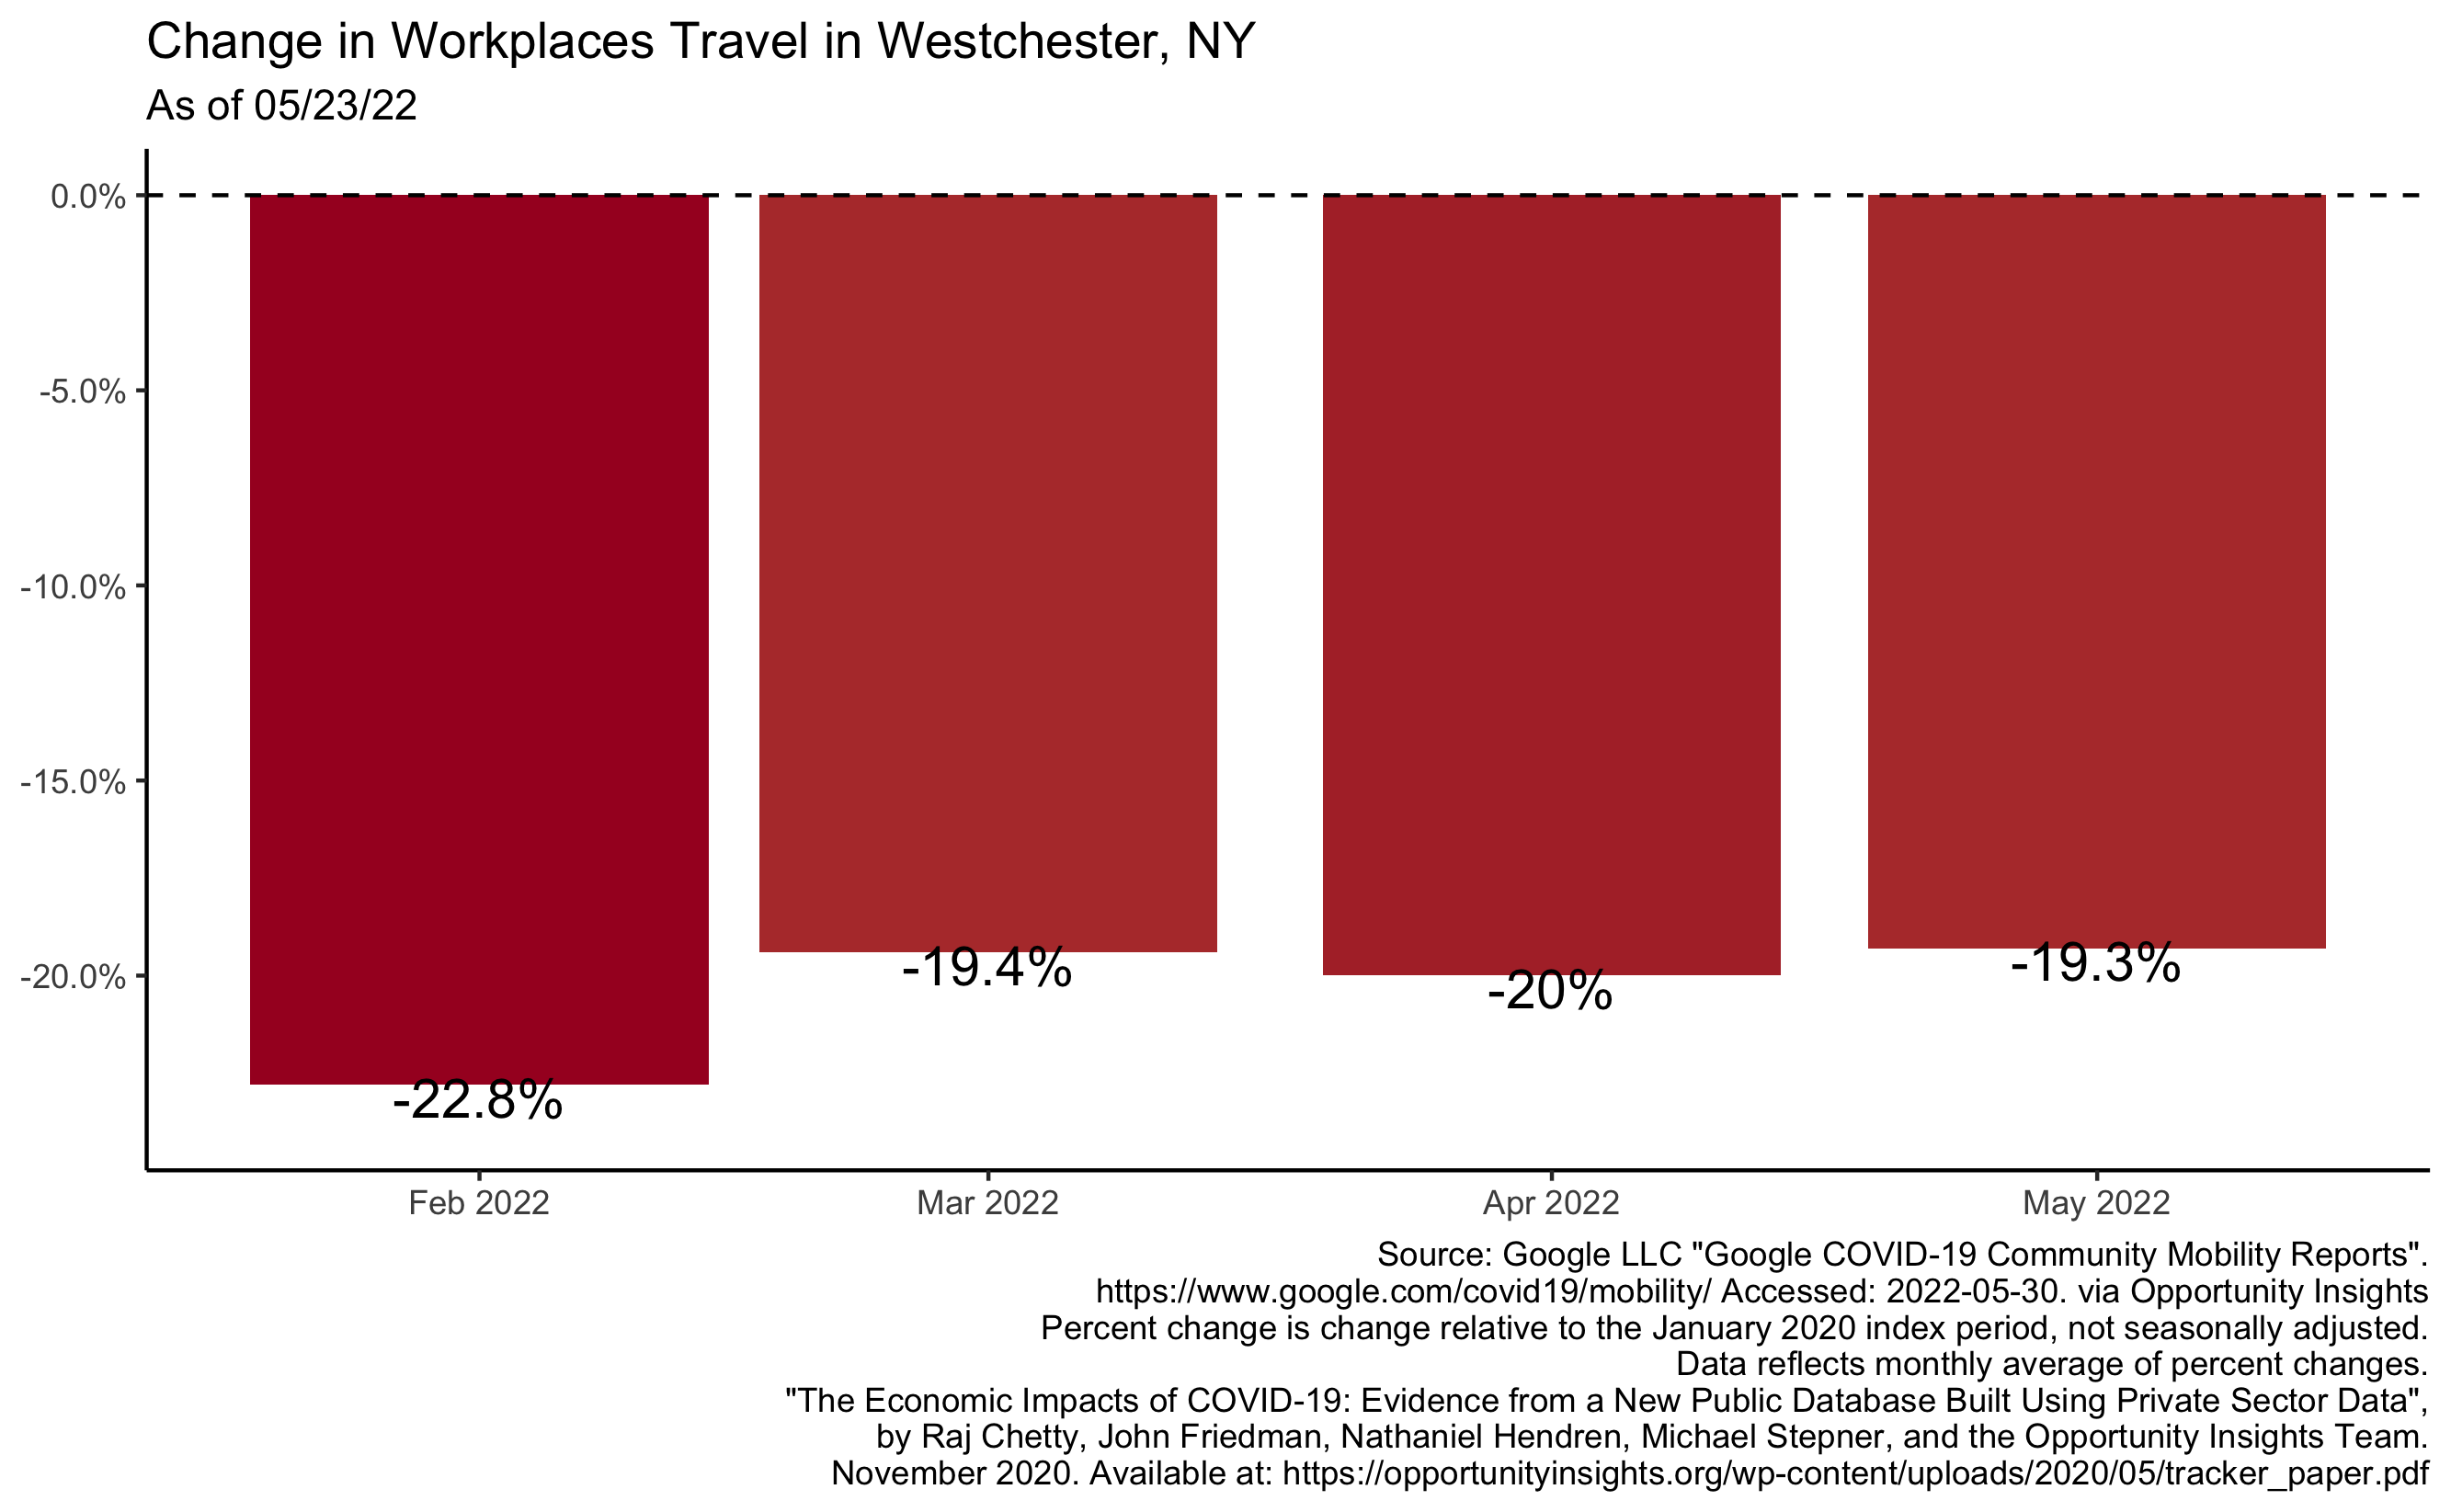 Change in Workplaces Travel in Westchester, NY
As of 05/23/22
0.0%
-5.0%
-10.0%
-15.0%
-20.0%
-22.8%
-19.4%
-20%
-19.3%
Feb 2022
Mar 2022
Apr 2022
May 2022
Source: Google LLC "Google COVID-19 Community Mobility Reports".
https://www.google.com/covid19/mobility/ Accessed: 2022-05-30. via Opportunity Insights
Percent change is change relative to the January 2020 index period, not seasonally adjusted.
Data reflects monthly average of percent changes.
"The Economic Impacts of COVID-19: Evidence from a New Public Database Built Using Private Sector Data",
by Raj Chetty, John Friedman, Nathaniel Hendren, Michael Stepner, and the Opportunity Insights Team.
November 2020. Available at: https://opportunityinsights.org/wp-content/uploads/2020/05/tracker_paper.pdf